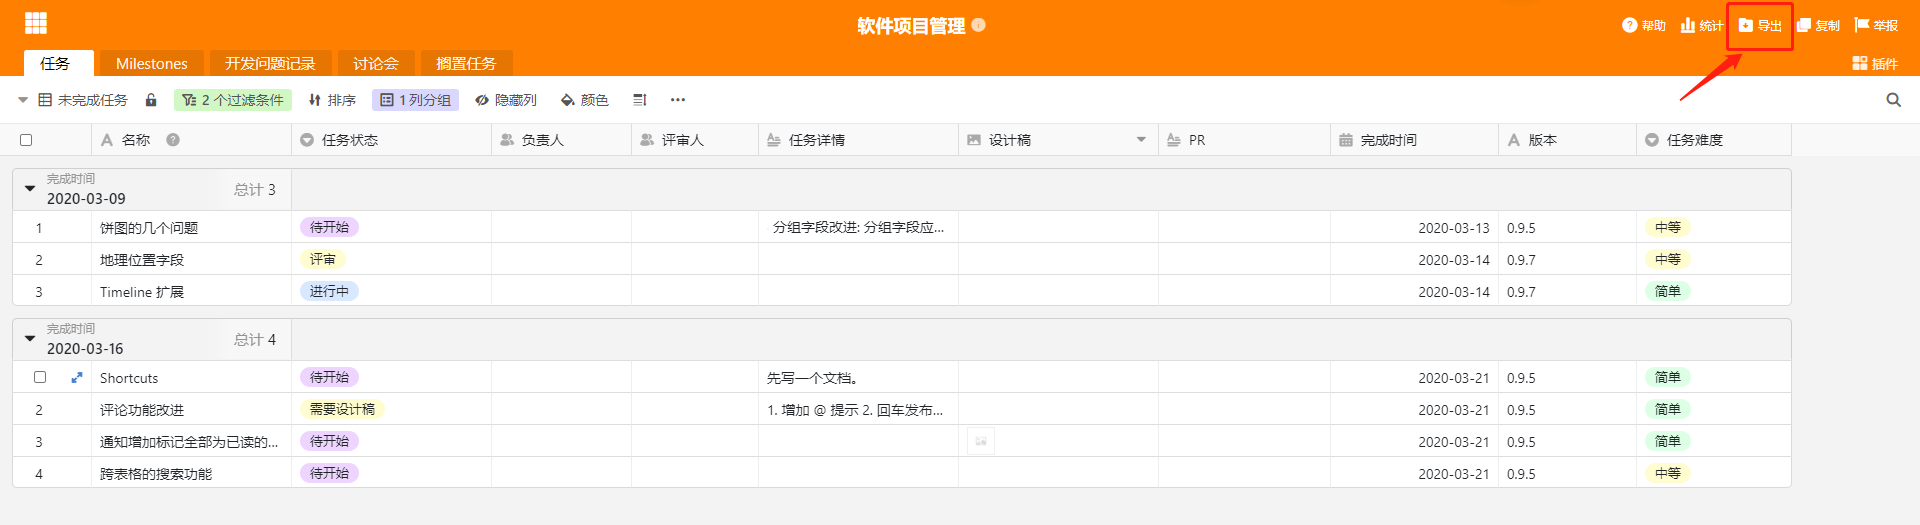 软件项目管理
帮助 统计 导出 复制 举报
任务 Milestones 开发问题记录 讨论会 搁置任务 插件
未完成任务 2 个过滤条件 排序 1 列分组 隐藏列 颜色
名称 任务状态 负责人 评审人 任务详情 设计稿 PR 完成时间 版本 任务难度
完成时间
2020-03-09 总计 3
1 饼图的几个问题 待开始 分组字段改进: 分组字段应... 2020-03-13 0.9.5 中等
2 地理位置字段 评审 2020-03-14 0.9.7 中等
3 Timeline 扩展 进行中 2020-03-14 0.9.7 简单
完成时间
2020-03-16 总计 4
Shortcuts 待开始 先写一个文档。 2020-03-21 0.9.5 简单
2 评论功能改进 需要设计稿 1. 增加 @ 提示 2. 回车发布... 2020-03-21 0.9.5 简单
3 通知增加标记全部为已读的... 待开始 2020-03-21 0.9.5 简单
4 跨表格的搜索功能 待开始 2020-03-21 0.9.5 中等